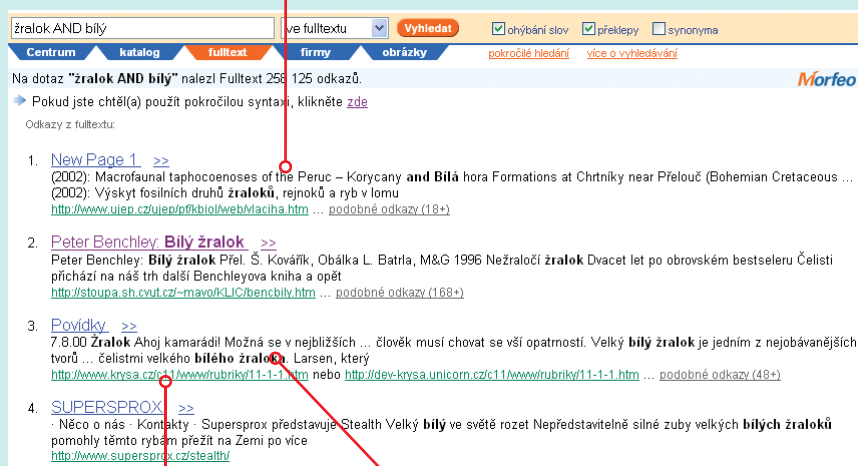 žralok AND bílý ve fulltextu Vyhledat ohýbání slov překlepy synonyma
Centrum katalog fulltext firmy obrázky pokročilé hledání více o vyhledávání
Na dotaz "žralok AND bílý" nalezl Fulltext 258 125 odkazů. Morfeo
Pokud jste chtěl(a) použít pokročilou syntaxi, klikněte zde
Odkazy z fulltextu:
1. New Page 1 >>
(2002): Macrofaunal taphocoenoses of the Peruc – Korycany and Bílá hora Formations at Chrtníky near Přelouč (Bohemian Cretaceous ...
(2002): Výskyt fosilních druhů žraloků, rejnoků a ryb v lomu
http://www.ujep.cz/ujep/pf/kbiol/web/vlaciha.htm ... podobné odkazy (18+)
2. Peter Benchley: Bílý žralok >>
Peter Benchley: Bílý žralok Přel. Š. Kovářík, Obálka L. Batrla, M&G 1996 Nežraločí žralok Dvacet let po obrovském bestseleru Čelisti
přichází na náš trh další Benchleyova kniha a opět
http://stoupa.sh.cvut.cz/~mavo/KLIC/bencbily.htm ... podobné odkazy (168+)
3. Povídky >>
7.8.00 Žralok Ahoj kamarádi! Možná se v nejbližších ... člověk musí chovat se vší opatrností. Velký bílý žralok je jedním z nejobávanějších
tvorů ... čelistmi velkého bílého žraloka. Larsen, který
http://www.krysa.cz/c11/www/rubriky/11-1-1.htm nebo http://dev-krysa.unicorn.cz/c11/www/rubriky/11-1-1.htm ... podobné odkazy (48+)
4. SUPERSPROX >>
· Něco o nás · Kontakty · Supersprox představuje Stealth Velký bílý ve světě rozet Nepředstavitelně silné zuby velkých bílých žraloků
pomohly těmto rybám přežít na Zemi po více
http://www.supersprox.cz/stealth/